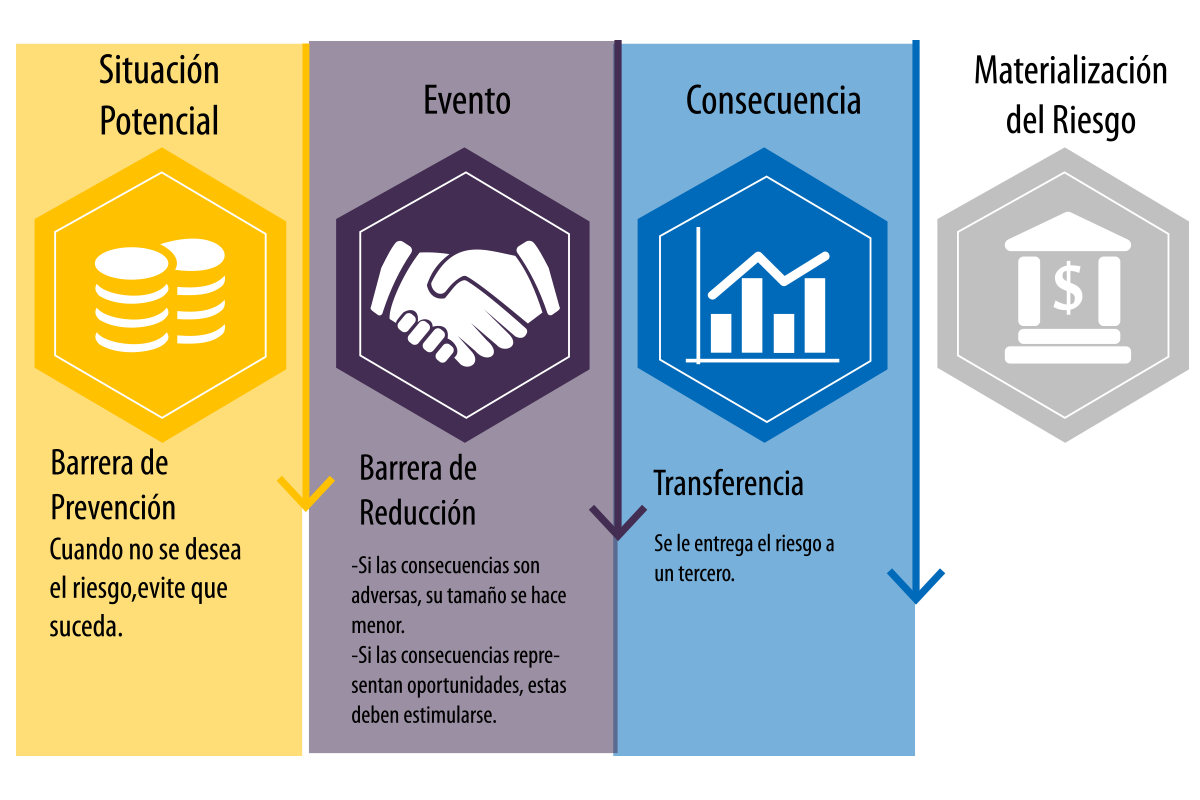 Situación
Potencial
Barrera de
Prevención
Cuando no se desea
el riesgo,evite que
suceda.
Evento
Barrera de
Reducción
-Si las consecuencias son
adversas, su tamaño se hace
menor.
-Si las consecuencias repre-
sentan oportunidades, estas
deben estimularse.
Consecuencia
Transferencia
Se le entrega el riesgo a
un tercero.
Materialización
del Riesgo
$